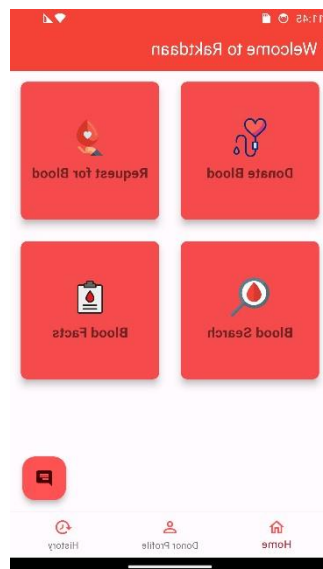 11:45
Welcome to Raktdaan
Donate Blood
Request for Blood
Blood Search
Blood Facts
Home
Donor Profile
History